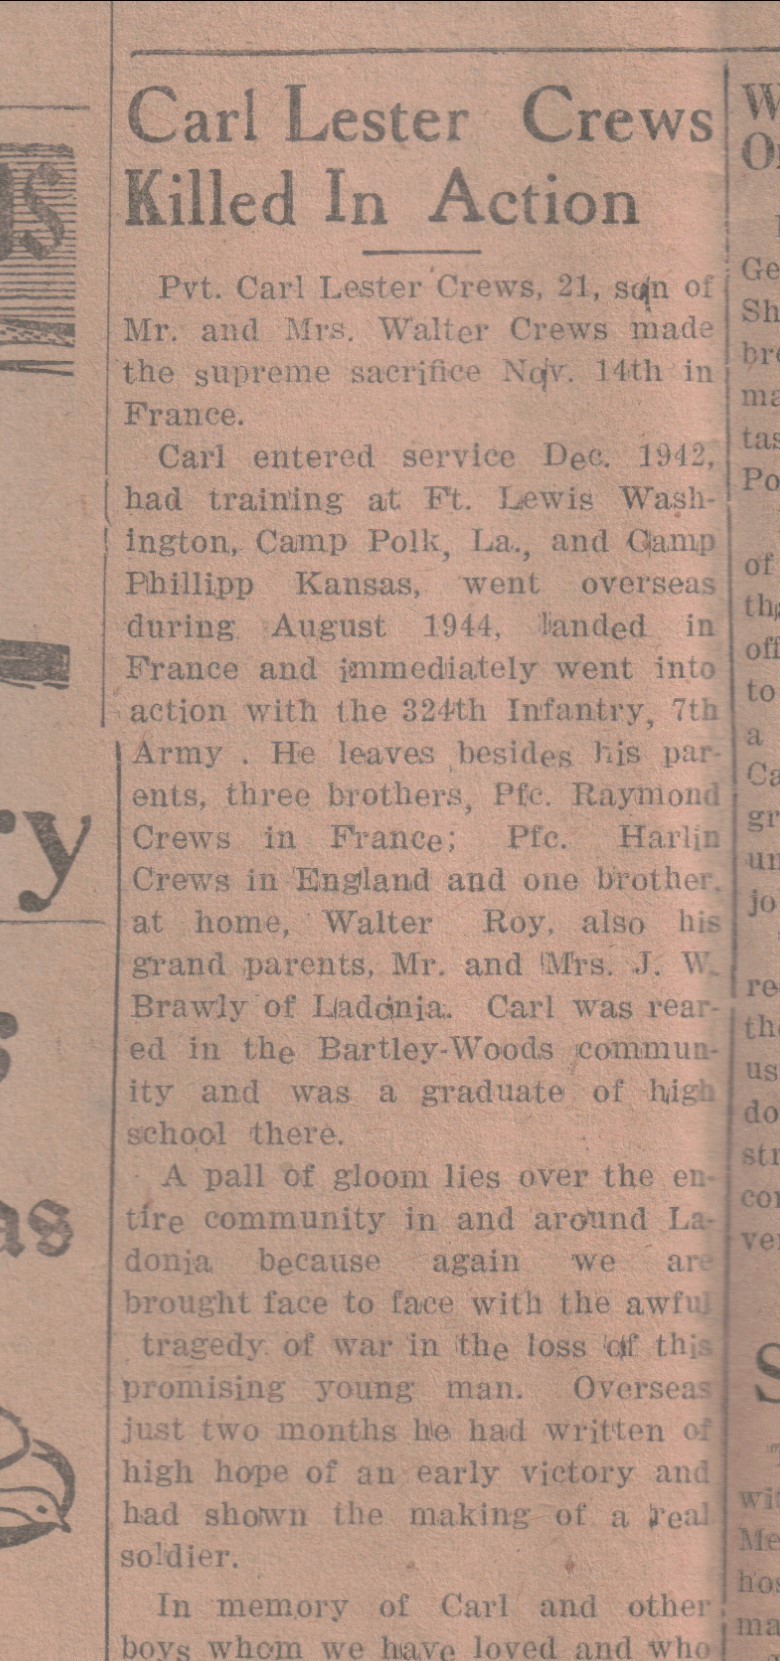 Carl Lester Crews
Killed In Action
Pvt. Carl Lester Crews, 21, son of
Mr. and Mrs. Walter Crews made
the supreme sacrifice Nov. 14th in
France.
Carl entered service Dec. 1942,
had training at Ft. Lewis Wash-
ington, Camp Polk, La., and Camp
Phillipp Kansas, went overseas
during August 1944, landed in
France and immediately went into
action with the 324th Infantry, 7th
Army . He leaves besides his par-
ents, three brothers, Pfc. Raymond
Crews in France; Pfc. Harlin
Crews in England and one brother,
at home, Walter Roy, also his
grand parents, Mr. and Mrs. J. W.
Brawly of Ladonia. Carl was rear-
ed in the Bartley-Woods commun-
ity and was a graduate of high
school there.
A pall of gloom lies over the en-
tire community in and around La-
donia because again we are
brought face to face with the awful
tragedy of war in the loss of this
promising young man. Overseas
just two months he had written of
high hope of an early victory and
had shown the making of a real
soldier.
In memory of Carl and other
boys whom we have loved and who